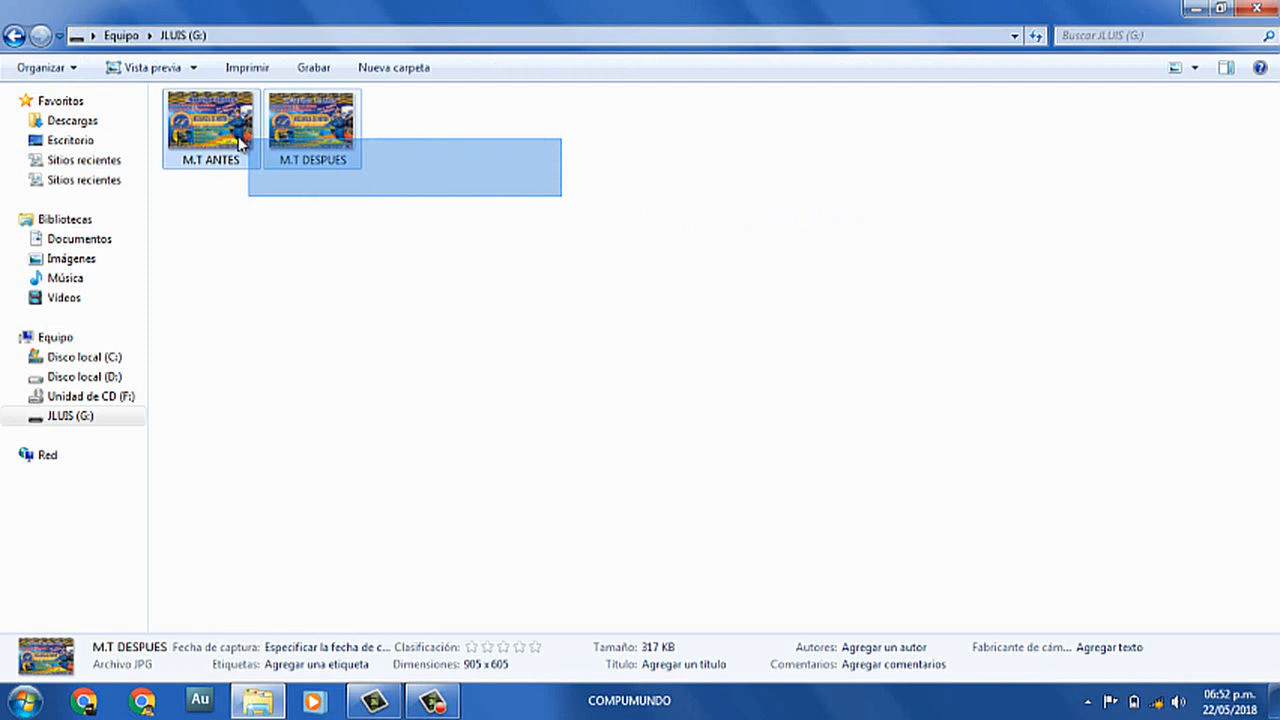 Equipo JLUIS (G:)
Buscar JLUIS (G:)
Organizar Vista previa Imprimir Grabar Nueva carpeta
Favoritos
Descargas
Escritorio
Sitios recientes
Sitios recientes
Bibliotecas
Documentos
Imágenes
Música
Vídeos
Equipo
Disco local (C:)
Disco local (D:)
Unidad de CD (F:)
JLUIS (G:)
Red
M.T ANTES
M.T DESPUES
M.T DESPUES Fecha de captura: Especificar la fecha de c... Clasificación: Tamaño: 317 KB Autores: Agregar un autor Fabricante de cám... Agregar texto
Archivo JPG Etiquetas: Agregar una etiqueta Dimensiones: 905 x 605 Título: Agregar un título Comentarios: Agregar comentarios
Au
COMPUMUNDO
06:52 p.m.
22/05/2018